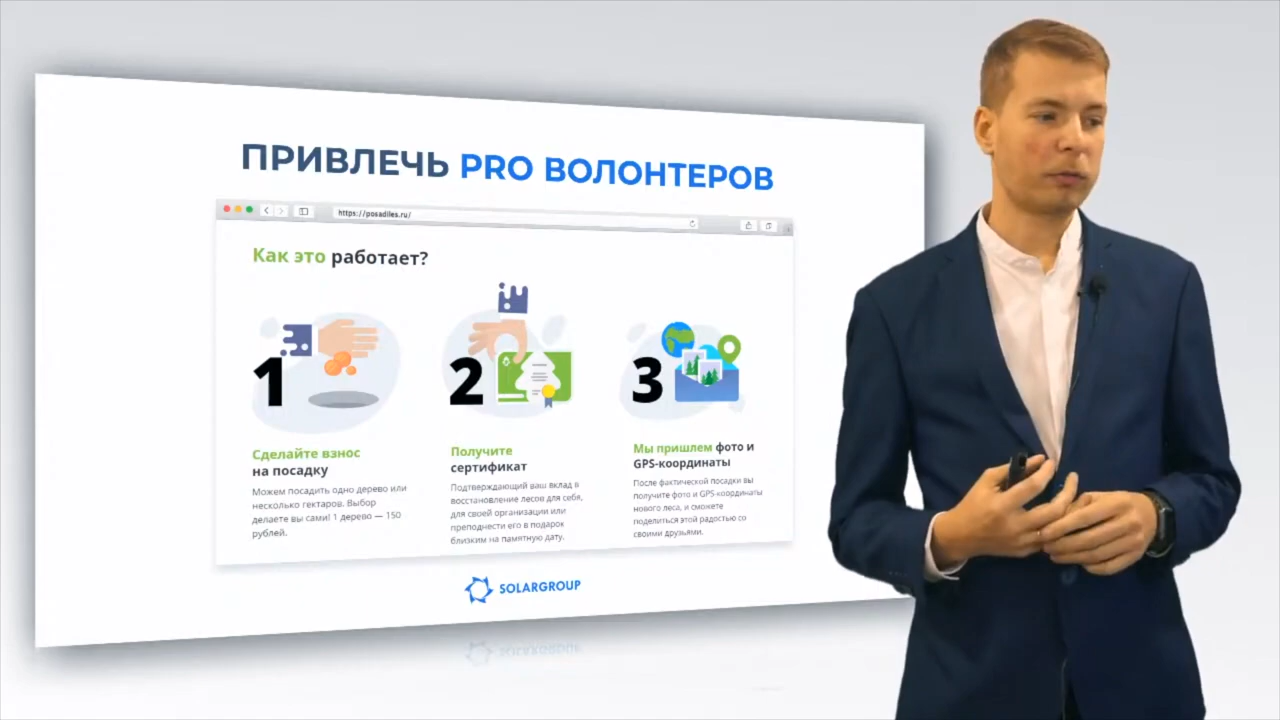 ПРИВЛЕЧЬ PRO ВОЛОНТЕРОВ
https://posadiles.ru/
Как это работает?
1
2
3
Сделайте взнос
на посадку
Можем посадить одно дерево или
несколько гектаров. Выбор
делаете вы сами! 1 дерево — 150
рублей.
Получите
сертификат
Подтверждающий ваш вклад в
восстановление лесов для себя,
для своей организации или
преподнести его в подарок
близким на памятную дату.
Мы пришлем фото и
GPS-координаты
После фактической посадки вы
получите фото и GPS-координаты
нового леса, и сможете
поделиться этой радостью со
своими друзьями.
SOLARGROUP